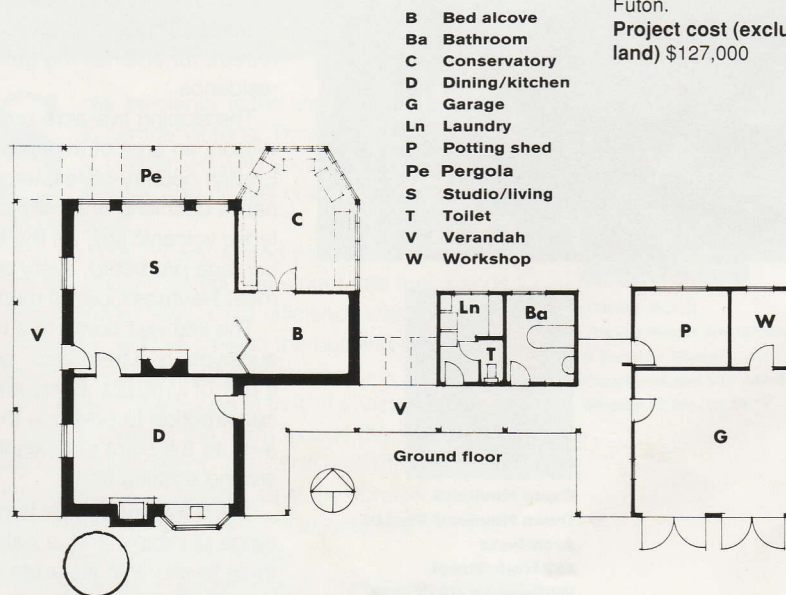 B Bed alcove
Ba Bathroom
C Conservatory
D Dining/kitchen
G Garage
Ln Laundry
P Potting shed
Pe Pergola
S Studio/living
T Toilet
V Verandah
W Workshop
Futon.
Project cost (exclu
land) $127,000
Pe
C
S
V
B
Ln
Ba
T
P
W
V
D
G
Ground floor